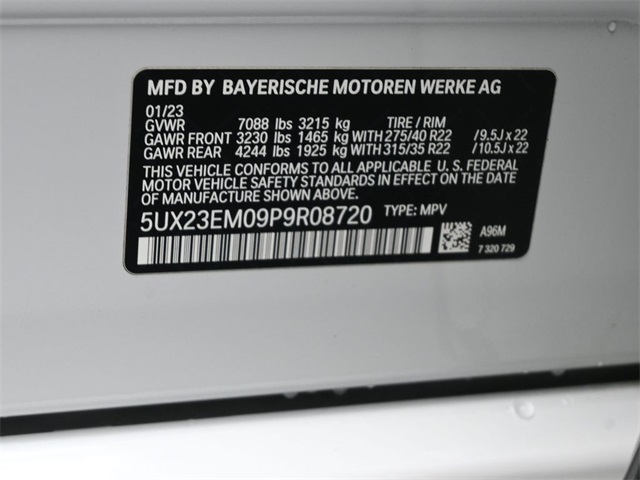 MFD BY BAYERISCHE MOTOREN WERKE AG
01/23
GVWR 7088 lbs 3215 kg TIRE / RIM
GAWR FRONT 3230 lbs 1465 kg WITH 275/40 R22 /9.5J x 22
GAWR REAR 4244 lbs 1925 kg WITH 315/35 R22 /10.5J x 22
THIS VEHICLE CONFORMS TO ALL APPLICABLE U. S. FEDERAL
MOTOR VEHICLE SAFETY STANDARDS IN EFFECT ON THE DATE OF MANUFACTURE
SHOWN ABOVE.
5UX23EM09P9R08720 TYPE: MPV
A96M
7 320 729